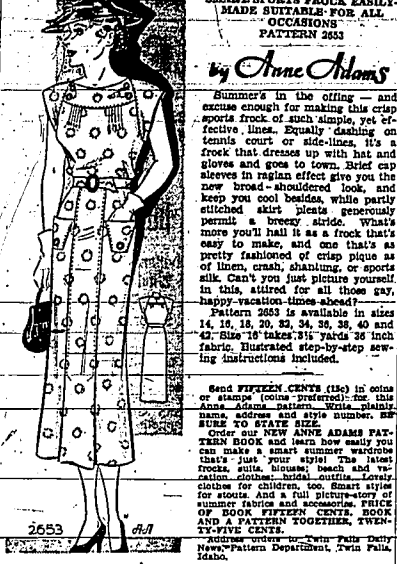 SPORTS FROCK EASILY-
MADE SUITABLE FOR ALL
OCCASIONS
PATTERN 2653
by Anne Adams
Summer's in the offing — and
excuse enough for making this crisp
sports frock of such simple, yet ef-
fective lines. Equally dashing on
tennis court or side-lines, it's a
frock that dresses up with hat and
gloves and goes to town. Brief cap
sleeves in raglan effect give you the
new broad-shouldered look, and
keep you cool besides, while partly
stitched skirt pleats generously
permit a breezy stride. What's
more you'll hail it as a frock that's
easy to make, and one that's as
pretty fashioned of crisp pique as
of linen, crash, shantung, or sports
silk. Can't you just picture yourself
in this, attired for all those gay,
happy vacation times ahead?
Pattern 2653 is available in sizes
14, 16, 18, 20, 32, 34, 36, 38, 40 and
42. Size 16 takes 3½ yards 36 inch
fabric. Illustrated step-by-step sew-
ing instructions included.
Send FIFTEEN CENTS (15c) in coins
or stamps (coins preferred) for this
Anne Adams pattern. Write plainly
name, address and style number. BE
SURE TO STATE SIZE.
Order our NEW ANNE ADAMS PAT-
TERN BOOK and learn how easily you
can make a smart summer wardrobe
that's just your style! The latest
frocks, suits, blouses; beach and va-
cation clothes; bridal outfits. Lovely
clothes for children, too. Smart styles
for stouts. And a full picture-story of
summer fabrics and accessories. PRICE
OF BOOK FIFTEEN CENTS. BOOK
AND A PATTERN TOGETHER, TWEN-
TY-FIVE CENTS.
Address orders to Twin Falls Daily
News, Pattern Department, Twin Falls,
Idaho.
2653
AA